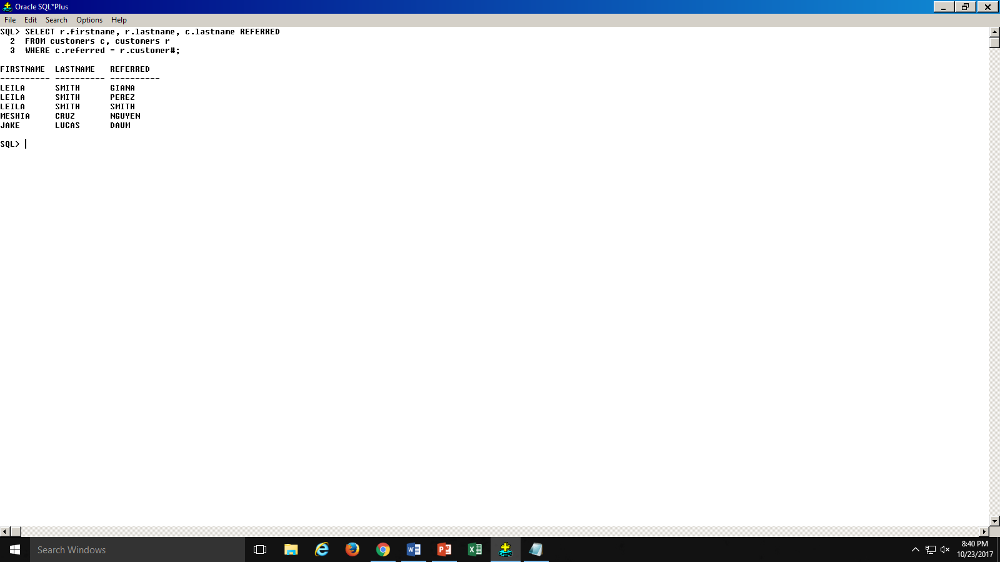 Oracle SQL*Plus
File Edit Search Options Help
SQL> SELECT r.firstname, r.lastname, c.lastname REFERRED
  2  FROM customers c, customers r
  3  WHERE c.referred = r.customer#;
FIRSTNAME  LASTNAME   REFERRED
---------- ---------- ----------
LEILA      SMITH      GIANA
LEILA      SMITH      PEREZ
LEILA      SMITH      SMITH
MESHIA     CRUZ       NGUYEN
JAKE       LUCAS      DAUM
SQL>
Search Windows
8:40 PM
10/23/2017